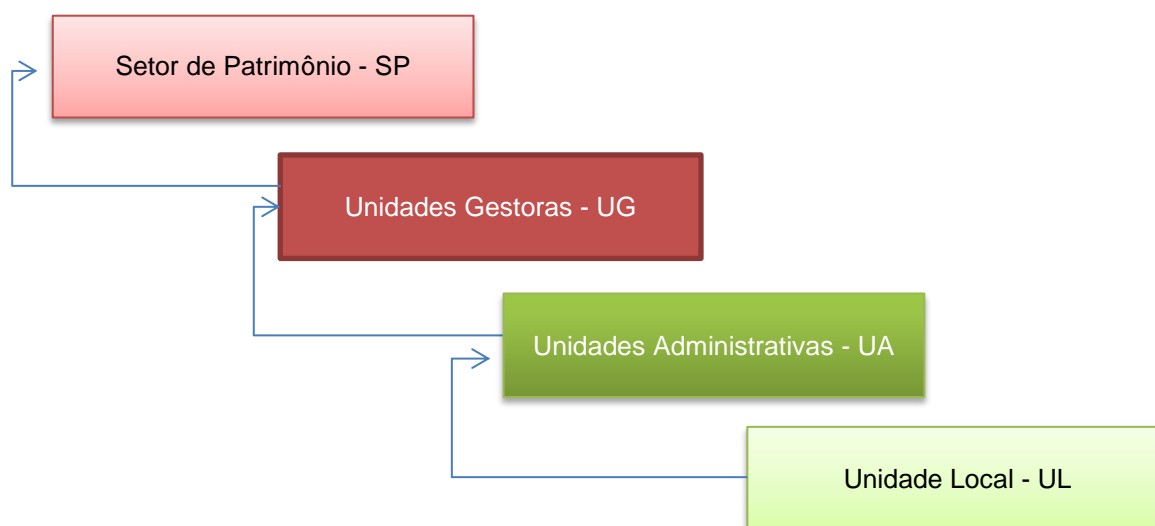 Setor de Patrimônio - SP
Unidades Gestoras - UG
Unidades Administrativas - UA
Unidade Local - UL